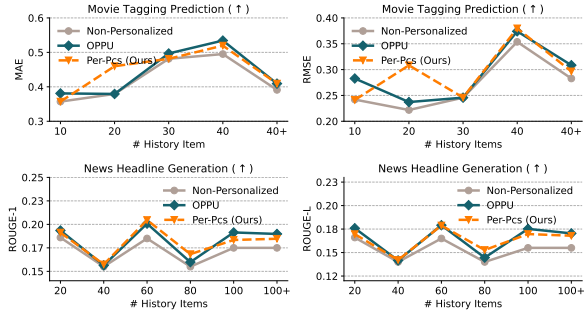 Movie Tagging Prediction (↑)
0.6
0.5
0.4
0.3
MAE
Non-Personalized
OPPU
Per-Pcs (Ours)
10 20 30 40 40+
# History Item
Movie Tagging Prediction (↑)
0.40
0.35
0.30
0.25
0.20
RMSE
Non-Personalized
OPPU
Per-Pcs (Ours)
10 20 30 40 40+
# History Item
News Headline Generation (↑)
0.25
0.23
0.20
0.17
0.15
ROUGE-1
Non-Personalized
OPPU
Per-Pcs (Ours)
20 40 60 80 100 100+
# History Items
News Headline Generation (↑)
0.23
0.20
0.17
0.15
0.12
ROUGE-L
Non-Personalized
OPPU
Per-Pcs (Ours)
20 40 60 80 100 100+
# History Items